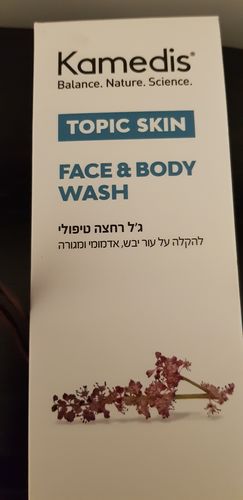 Kamedis®
Balance. Nature. Science.
TOPIC SKIN
FACE & BODY
WASH
ג'ל רחצה טיפולי
להקלה על עור יבש, אדמומי ומגורה